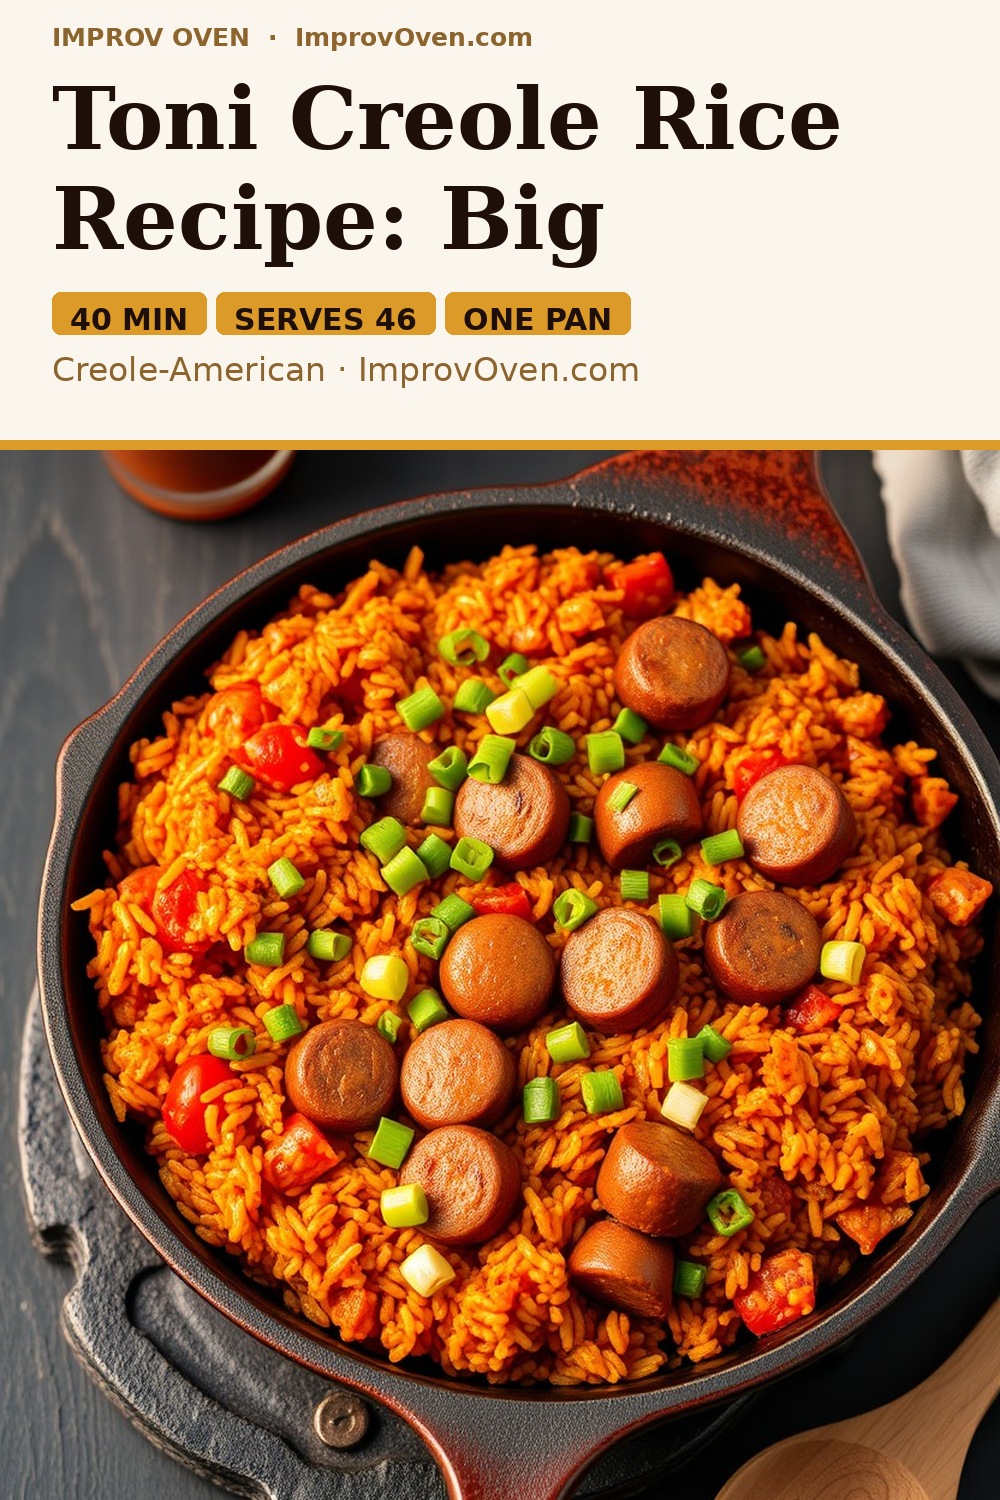 IMPROV OVEN · ImprovOven.com
Toni Creole Rice
Recipe: Big
40 MIN SERVES 46 ONE PAN
Creole-American · ImprovOven.com